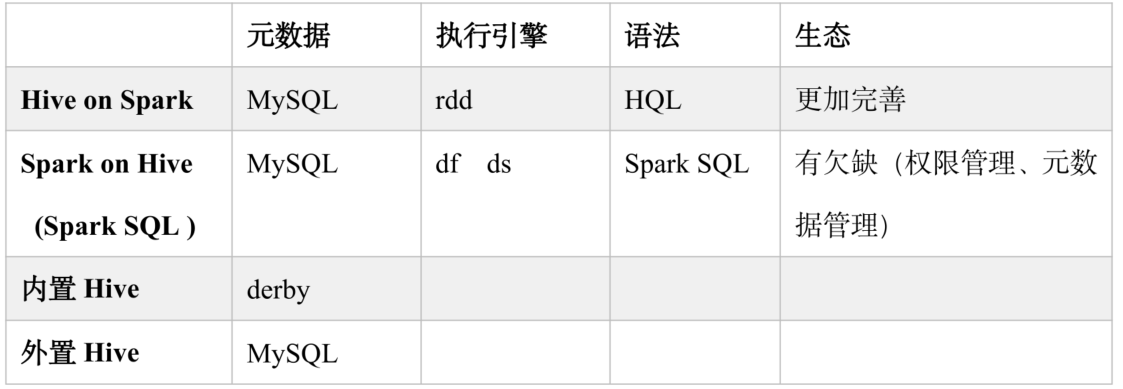 元数据 执行引擎 语法 生态
Hive on Spark MySQL rdd HQL 更加完善
Spark on Hive MySQL df ds Spark SQL 有欠缺（权限管理、元数
(Spark SQL ) 据管理）
内置 Hive derby
外置 Hive MySQL